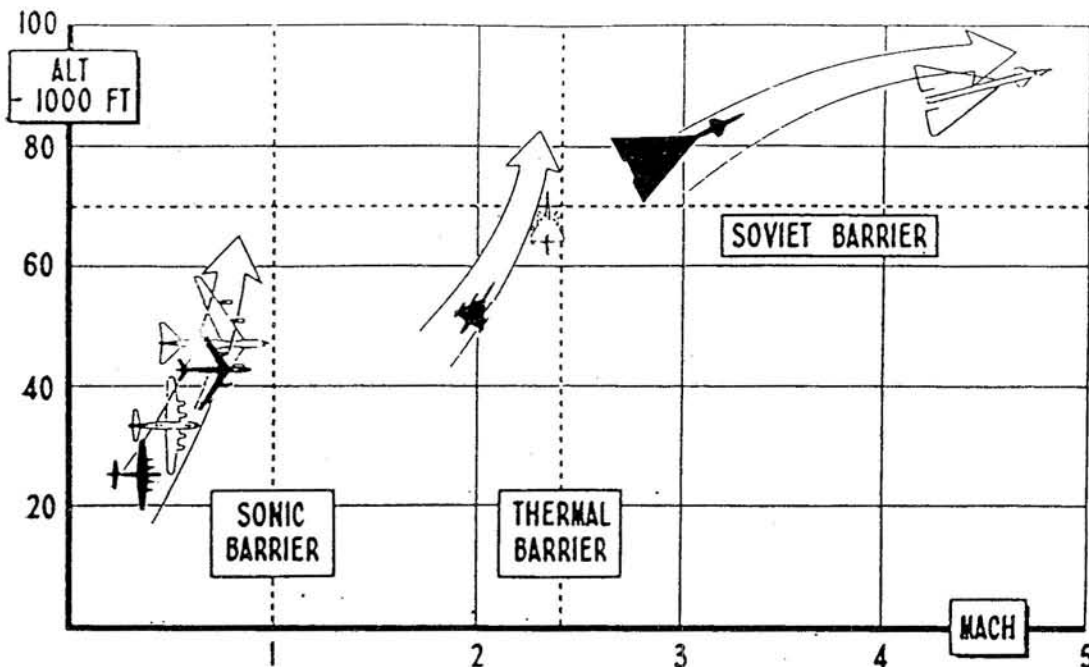 100
ALT
- 1000 FT
80
60
40
20
SOVIET BARRIER
SONIC
BARRIER
THERMAL
BARRIER
MACH
1
2
3
4
5